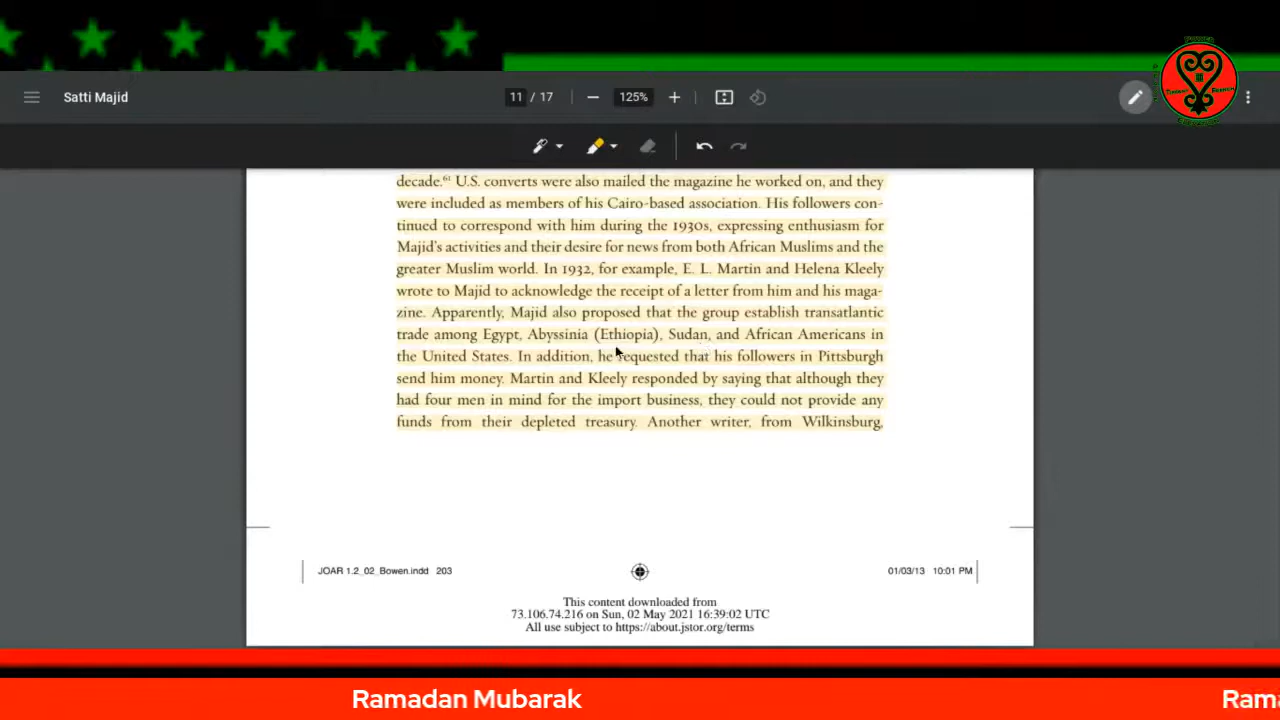 Satti Majid
11 / 17
125%
decade.⁶¹ U.S. converts were also mailed the magazine he worked on, and they
were included as members of his Cairo-based association. His followers con-
tinued to correspond with him during the 1930s, expressing enthusiasm for
Majid's activities and their desire for news from both African Muslims and the
greater Muslim world. In 1932, for example, E. L. Martin and Helena Kleely
wrote to Majid to acknowledge the receipt of a letter from him and his maga-
zine. Apparently, Majid also proposed that the group establish transatlantic
trade among Egypt, Abyssinia (Ethiopia), Sudan, and African Americans in
the United States. In addition, he requested that his followers in Pittsburgh
send him money. Martin and Kleely responded by saying that although they
had four men in mind for the import business, they could not provide any
funds from their depleted treasury. Another writer, from Wilkinsburg,
JOAR 1.2_02_Bowen.indd 203
01/03/13 10:01 PM
This content downloaded from
73.106.74.216 on Sun, 02 May 2021 16:39:02 UTC
All use subject to https://about.jstor.org/terms
Ramadan Mubarak
Rama